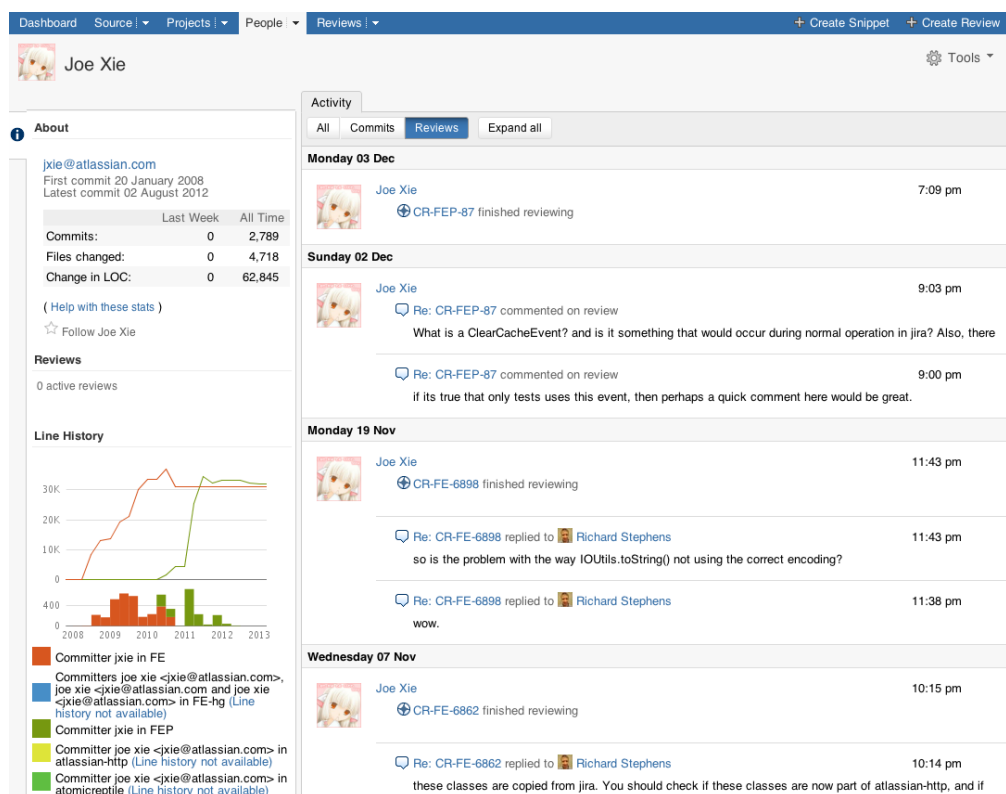 Dashboard Source Projects People Reviews + Create Snippet + Create Review
Joe Xie
Tools
About
jxie@atlassian.com
First commit 20 January 2008
Latest commit 02 August 2012
Last Week All Time
Commits: 0 2,789
Files changed: 0 4,718
Change in LOC: 0 62,845
( Help with these stats )
Follow Joe Xie
Reviews
0 active reviews
Line History
30K
20K
10K
0
400
0
2008 2009 2010 2011 2012 2013
Committer jxie in FE
Committers joe xie <jxie@atlassian.com>,
joe xie <jxie@atlassian.com and joe xie
<jxie@atlassian.com> in FE-hg (Line
history not available)
Committer jxie in FEP
Committer joe xie <jxie@atlassian.com> in
atlassian-http (Line history not available)
Committer joe xie <jxie@atlassian.com> in
atomicreptile (Line history not available)
Activity
All Commits Reviews Expand all
Monday 03 Dec
Joe Xie 7:09 pm
CR-FEP-87 finished reviewing
Sunday 02 Dec
Joe Xie 9:03 pm
Re: CR-FEP-87 commented on review
What is a ClearCacheEvent? and is it something that would occur during normal operation in jira? Also, there
Re: CR-FEP-87 commented on review 9:00 pm
if its true that only tests uses this event, then perhaps a quick comment here would be great.
Monday 19 Nov
Joe Xie 11:43 pm
CR-FE-6898 finished reviewing
Re: CR-FE-6898 replied to Richard Stephens 11:43 pm
so is the problem with the way IOUtils.toString() not using the correct encoding?
Re: CR-FE-6898 replied to Richard Stephens 11:38 pm
wow.
Wednesday 07 Nov
Joe Xie 10:15 pm
CR-FE-6862 finished reviewing
Re: CR-FE-6862 replied to Richard Stephens 10:14 pm
these classes are copied from jira. You should check if these classes are now part of atlassian-http, and if